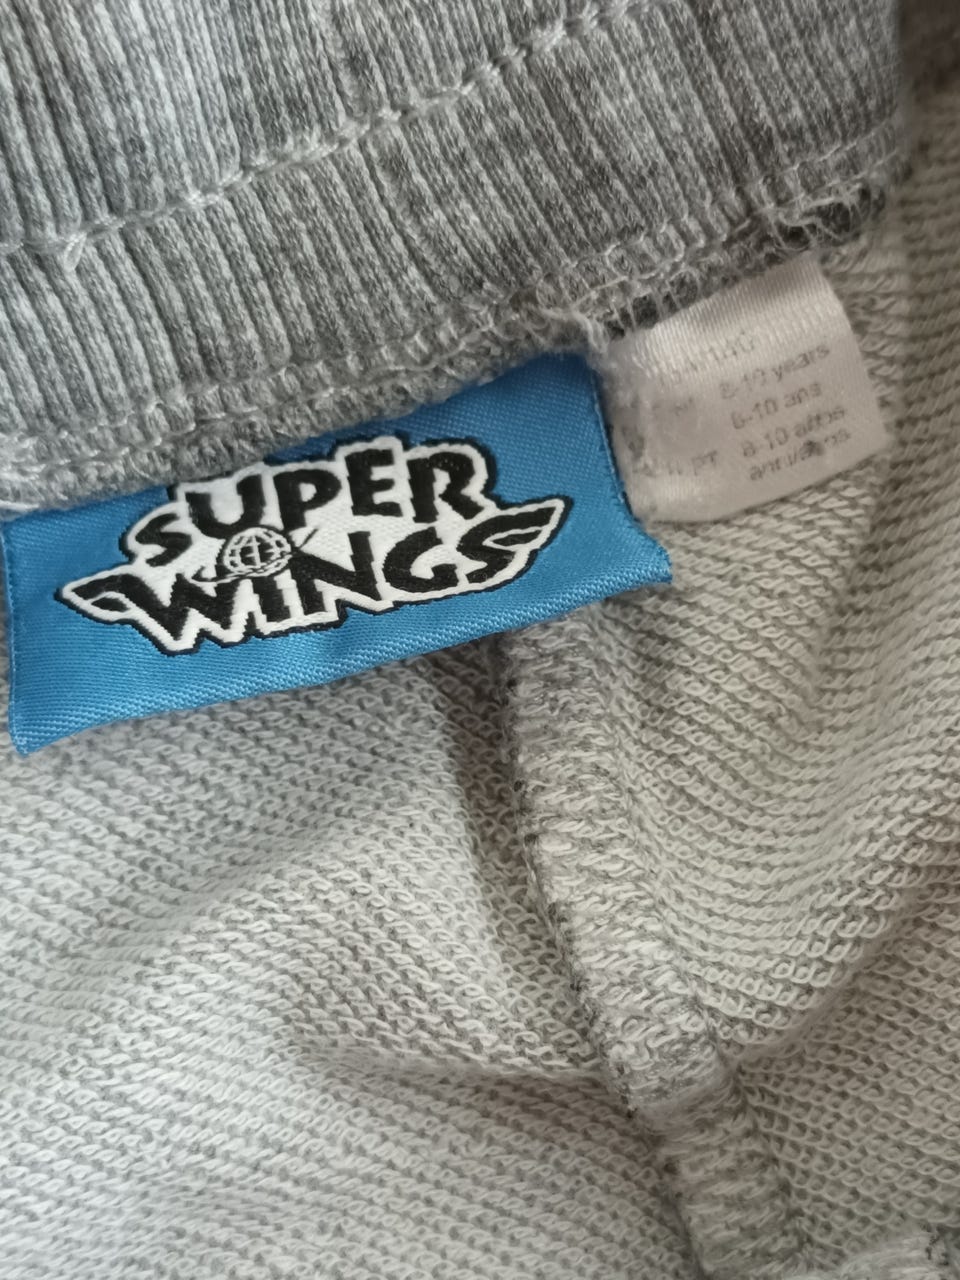 SUPER
WINGS
8-10 years
8-10 ans
8-10 años